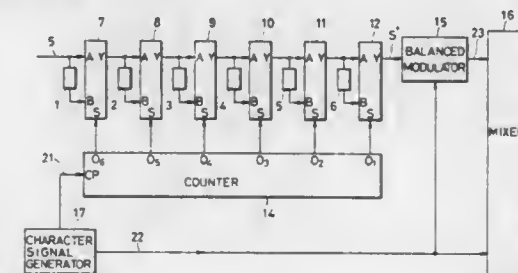 7 8 9 10 11 12 15 16
5 A Y A Y A Y A Y A Y A Y S* BALANCED MODULATOR 23
1 B 2 B 3 B 4 B 5 B 6 B
S S S S S S
MIXER
21 O6 O5 O4 O3 O2 O1
CP COUNTER
17 14
CHARACTER 22
SIGNAL
GENERATOR